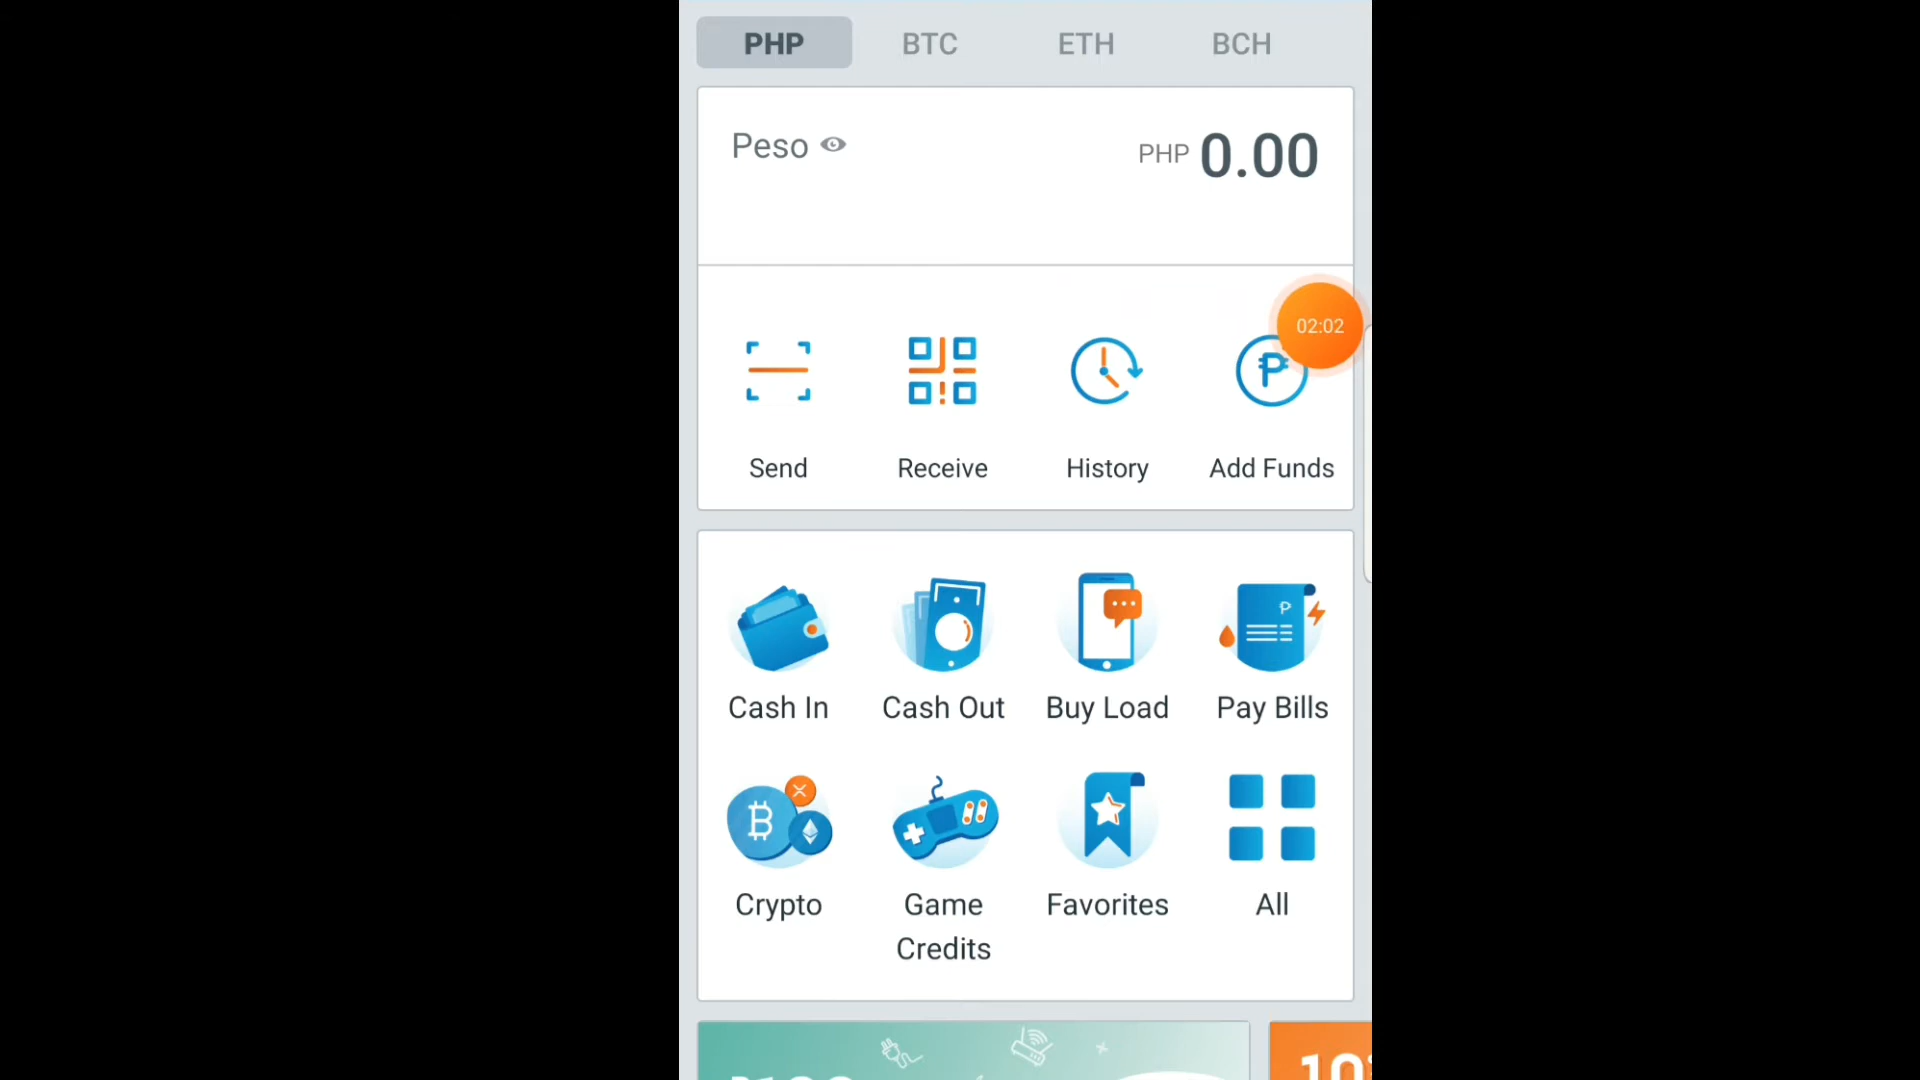 PHP BTC ETH BCH
Peso PHP 0.00
02:02
Send Receive History Add Funds
Cash In Cash Out Buy Load Pay Bills
Crypto Game Credits Favorites All